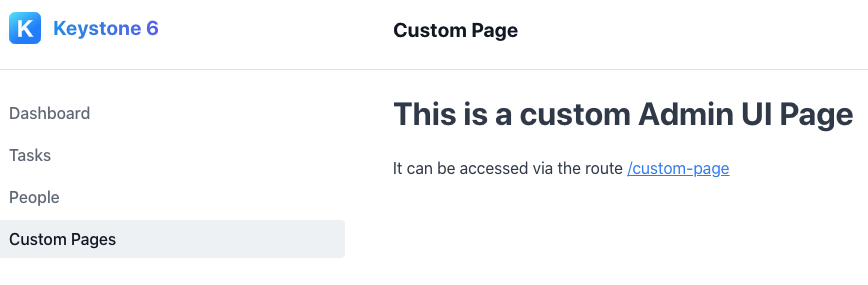 K Keystone 6
Custom Page
Dashboard
Tasks
People
Custom Pages
This is a custom Admin UI Page
It can be accessed via the route /custom-page